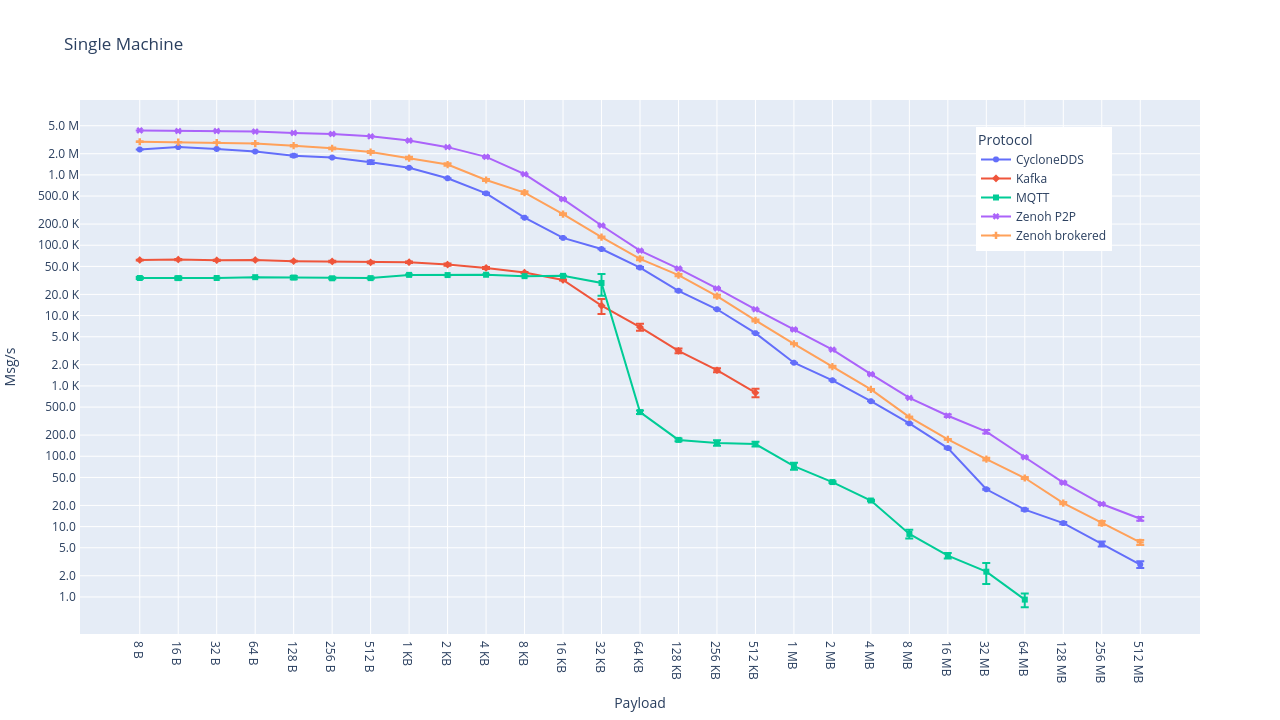 Single Machine
Protocol
CycloneDDS
Kafka
MQTT
Zenoh P2P
Zenoh brokered
Msg/s
5.0 M
2.0 M
1.0 M
500.0 K
200.0 K
100.0 K
50.0 K
20.0 K
10.0 K
5.0 K
2.0 K
1.0 K
500.0
200.0
100.0
50.0
20.0
10.0
5.0
2.0
1.0
8 B
16 B
32 B
64 B
128 B
256 B
512 B
1 KB
2 KB
4 KB
8 KB
16 KB
32 KB
64 KB
128 KB
256 KB
512 KB
1 MB
2 MB
4 MB
8 MB
16 MB
32 MB
64 MB
128 MB
256 MB
512 MB
Payload